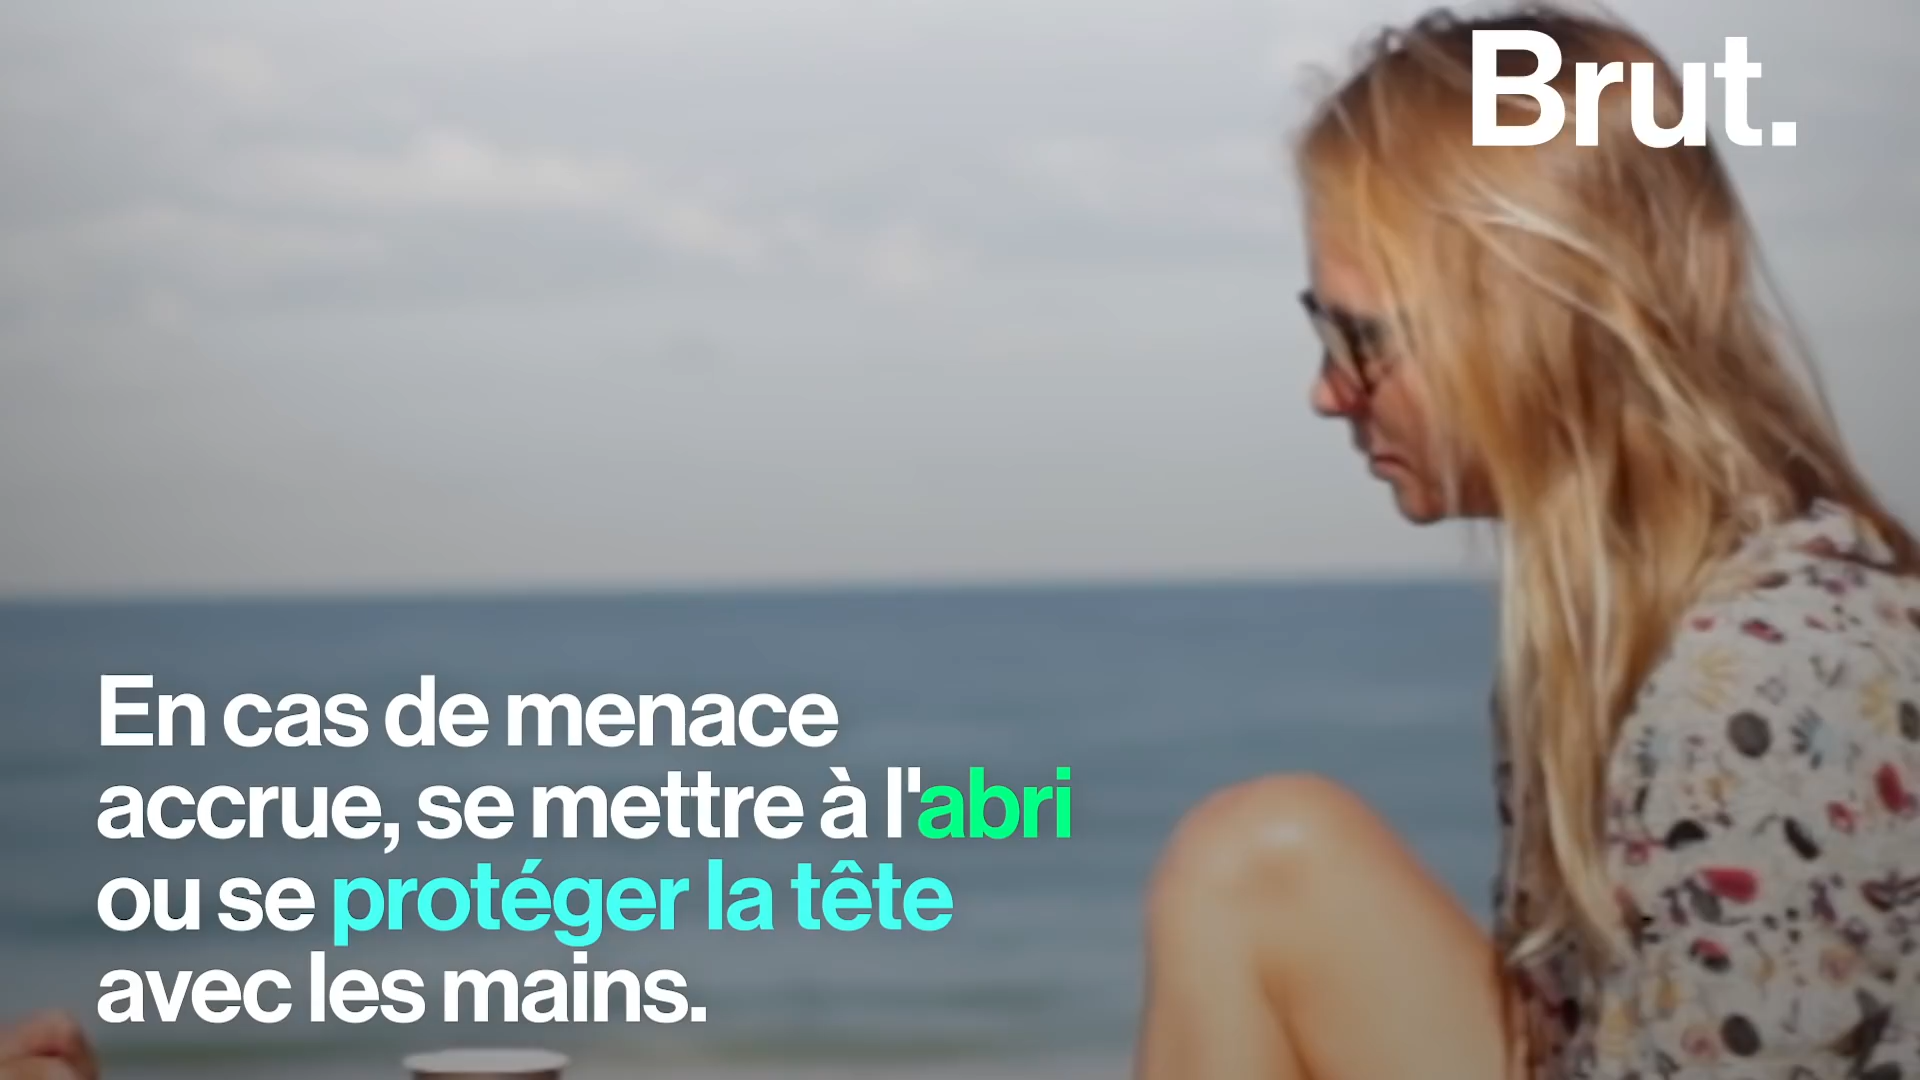 Brut.
En cas de menace
accrue, se mettre à l'abri
ou se protéger la tête
avec les mains.